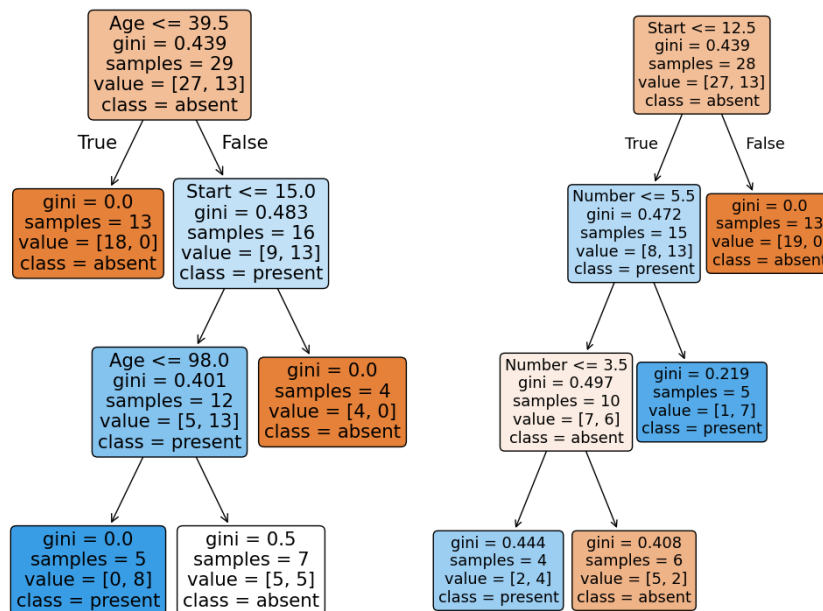 Age <= 39.5
gini = 0.439
samples = 29
value = [27, 13]
class = absent
True
False
gini = 0.0
samples = 13
value = [18, 0]
class = absent
Start <= 15.0
gini = 0.483
samples = 16
value = [9, 13]
class = present
Age <= 98.0
gini = 0.401
samples = 12
value = [5, 13]
class = present
gini = 0.0
samples = 4
value = [4, 0]
class = absent
gini = 0.0
samples = 5
value = [0, 8]
class = present
gini = 0.5
samples = 7
value = [5, 5]
class = absent
Start <= 12.5
gini = 0.439
samples = 28
value = [27, 13]
class = absent
True
False
Number <= 5.5
gini = 0.472
samples = 15
value = [8, 13]
class = present
gini = 0.0
samples = 13
value = [19, 0]
class = absent
Number <= 3.5
gini = 0.497
samples = 10
value = [7, 6]
class = absent
gini = 0.219
samples = 5
value = [1, 7]
class = present
gini = 0.444
samples = 4
value = [2, 4]
class = present
gini = 0.408
samples = 6
value = [5, 2]
class = absent